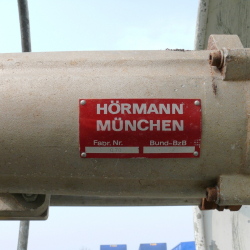 HÖRMANN
MÜNCHEN
Fabr. Nr. Bund-BzB